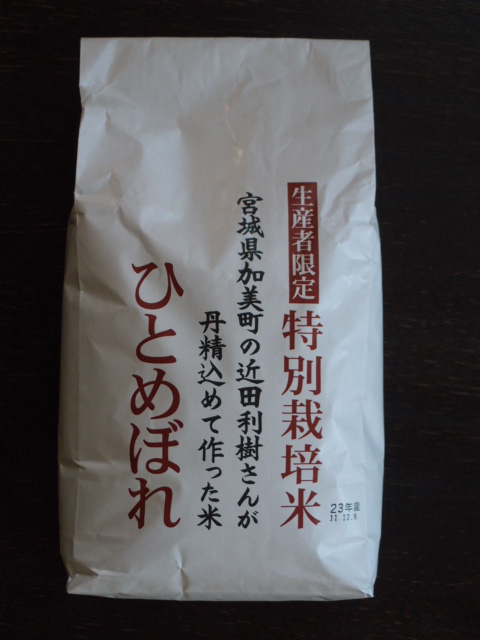 生産者限定
特別栽培米
宮城県加美町の近田利樹さんが
丹精込めて作った米
ひとめぼれ
23年産
11.12.8